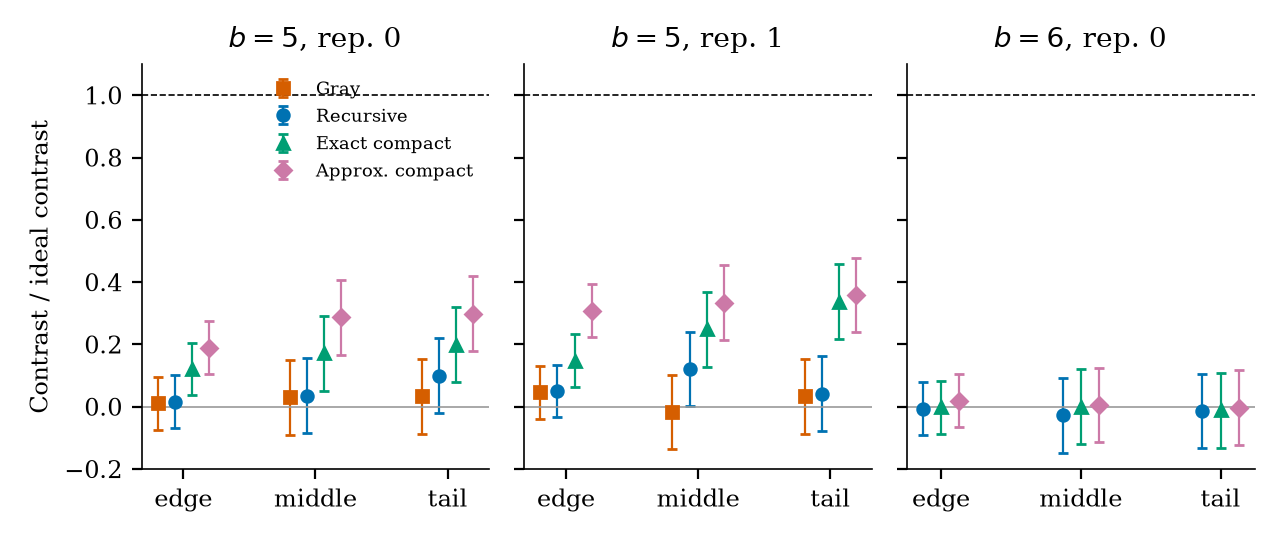 b = 5, rep. 0
b = 5, rep. 1
b = 6, rep. 0
Contrast / ideal contrast
1.0
0.8
0.6
0.4
0.2
0.0
−0.2
Gray
Recursive
Exact compact
Approx. compact
edge middle tail
edge middle tail
edge middle tail